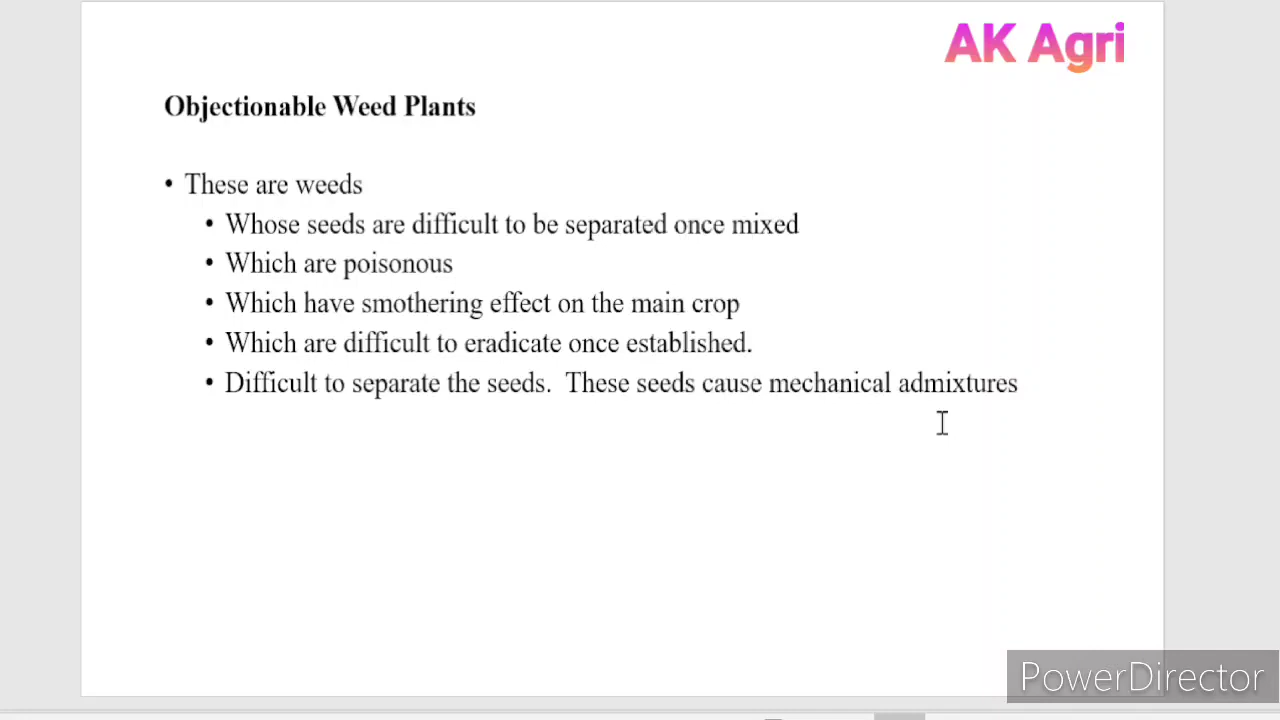 AK Agri
Objectionable Weed Plants
• These are weeds
• Whose seeds are difficult to be separated once mixed
• Which are poisonous
• Which have smothering effect on the main crop
• Which are difficult to eradicate once established.
• Difficult to separate the seeds.  These seeds cause mechanical admixtures
PowerDirector